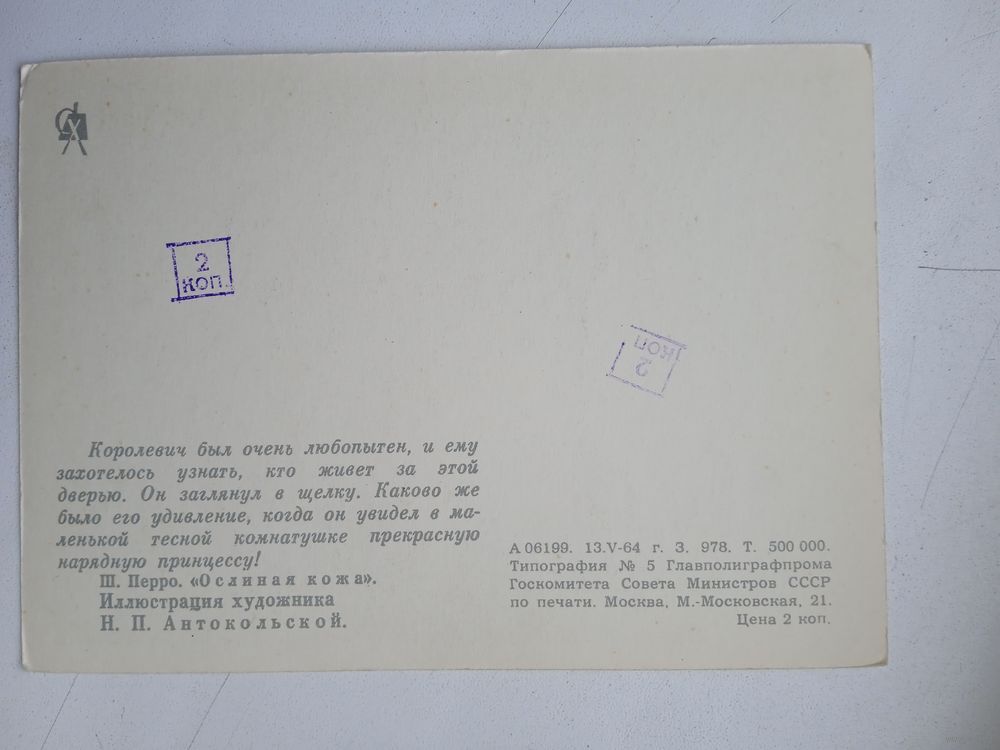 СХ
2
коп.
2
коп
Королевич был очень любопытен, и ему
захотелось узнать, кто живет за этой
дверью. Он заглянул в щелку. Каково же
было его удивление, когда он увидел в ма-
ленькой тесной комнатушке прекрасную
нарядную принцессу!
Ш. Перро. «Ослиная кожа».
Иллюстрация художника
Н. П. Антокольской.
А 06199. 13.V-64 г. З. 978. Т. 500 000.
Типография № 5 Главполиграфпрома
Госкомитета Совета Министров СССР
по печати. Москва, М.-Московская, 21.
Цена 2 коп.